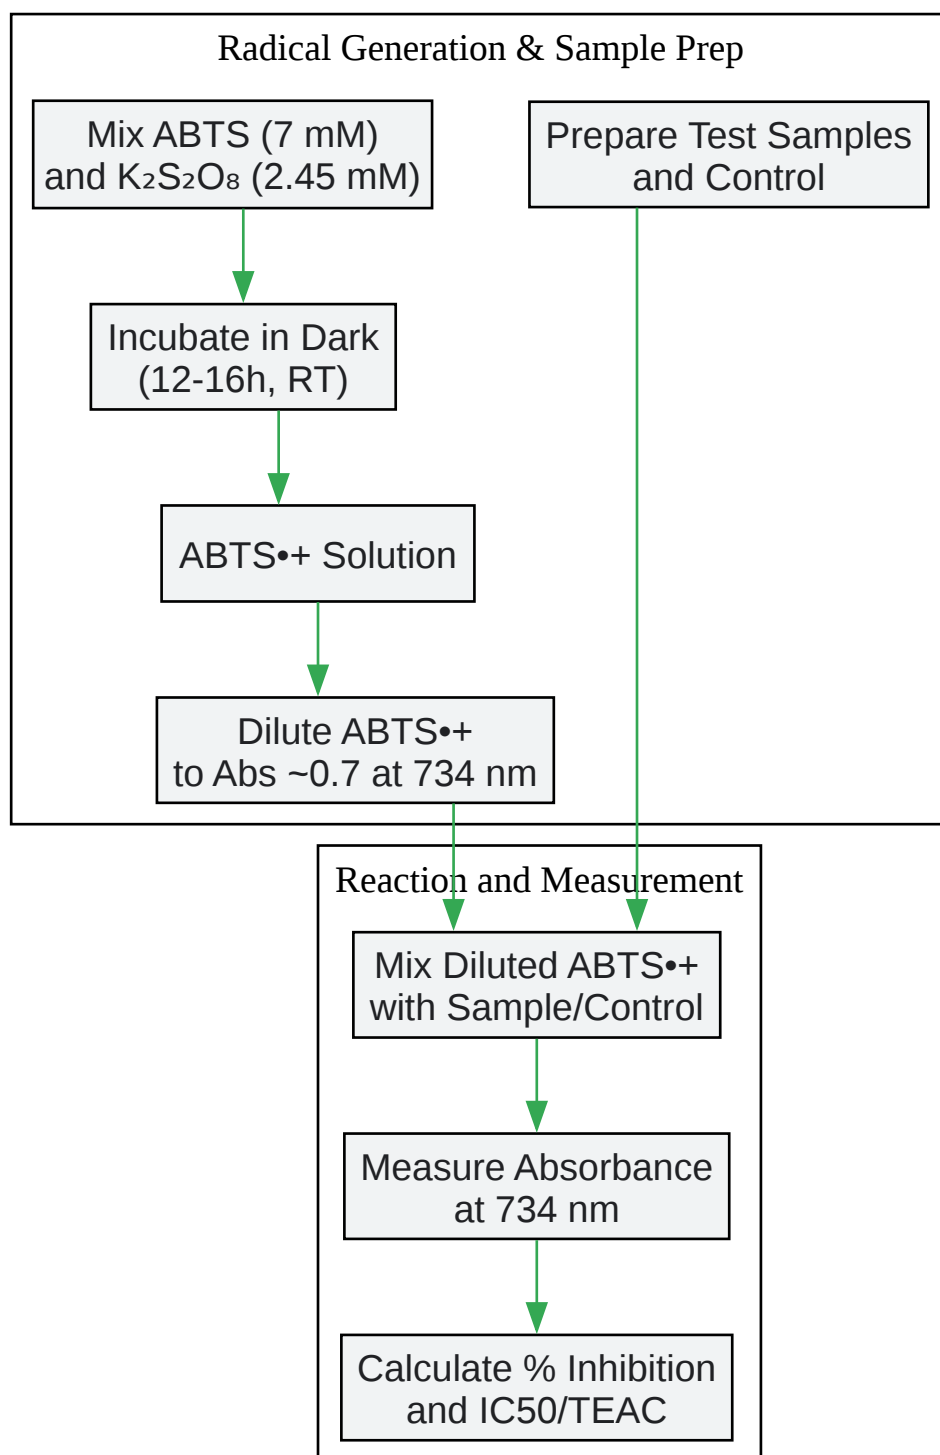 Radical Generation & Sample Prep
Mix ABTS (7 mM)
and K₂S₂O₈ (2.45 mM)
Prepare Test Samples
and Control
Incubate in Dark
(12-16h, RT)
ABTS•+ Solution
Dilute ABTS•+
to Abs ~0.7 at 734 nm
Reaction and Measurement
Mix Diluted ABTS•+
with Sample/Control
Measure Absorbance
at 734 nm
Calculate % Inhibition
and IC50/TEAC